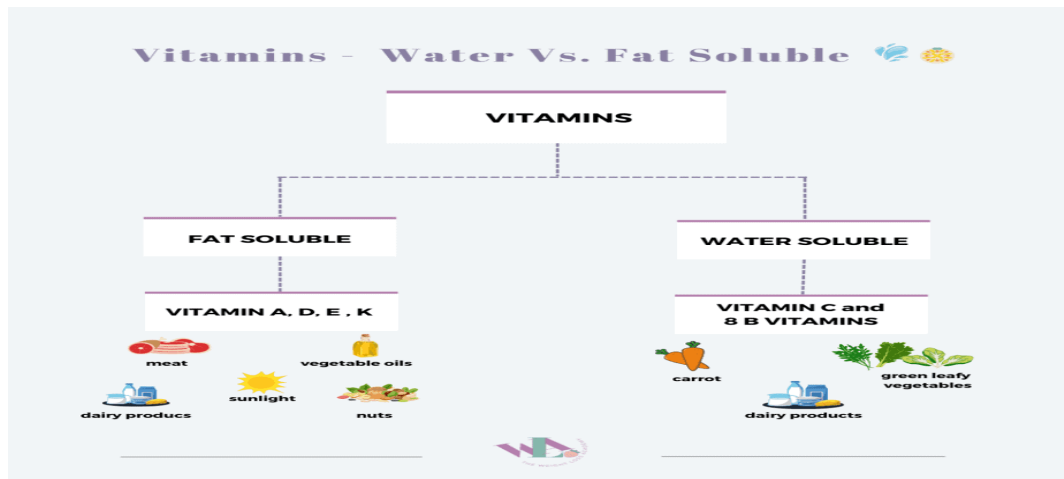 Vitamins - Water Vs. Fat Soluble
VITAMINS
FAT SOLUBLE
WATER SOLUBLE
VITAMIN A, D, E , K
VITAMIN C and
8 B VITAMINS
meat
vegetable oils
sunlight
dairy producs
nuts
carrot
green leafy
vegetables
dairy products